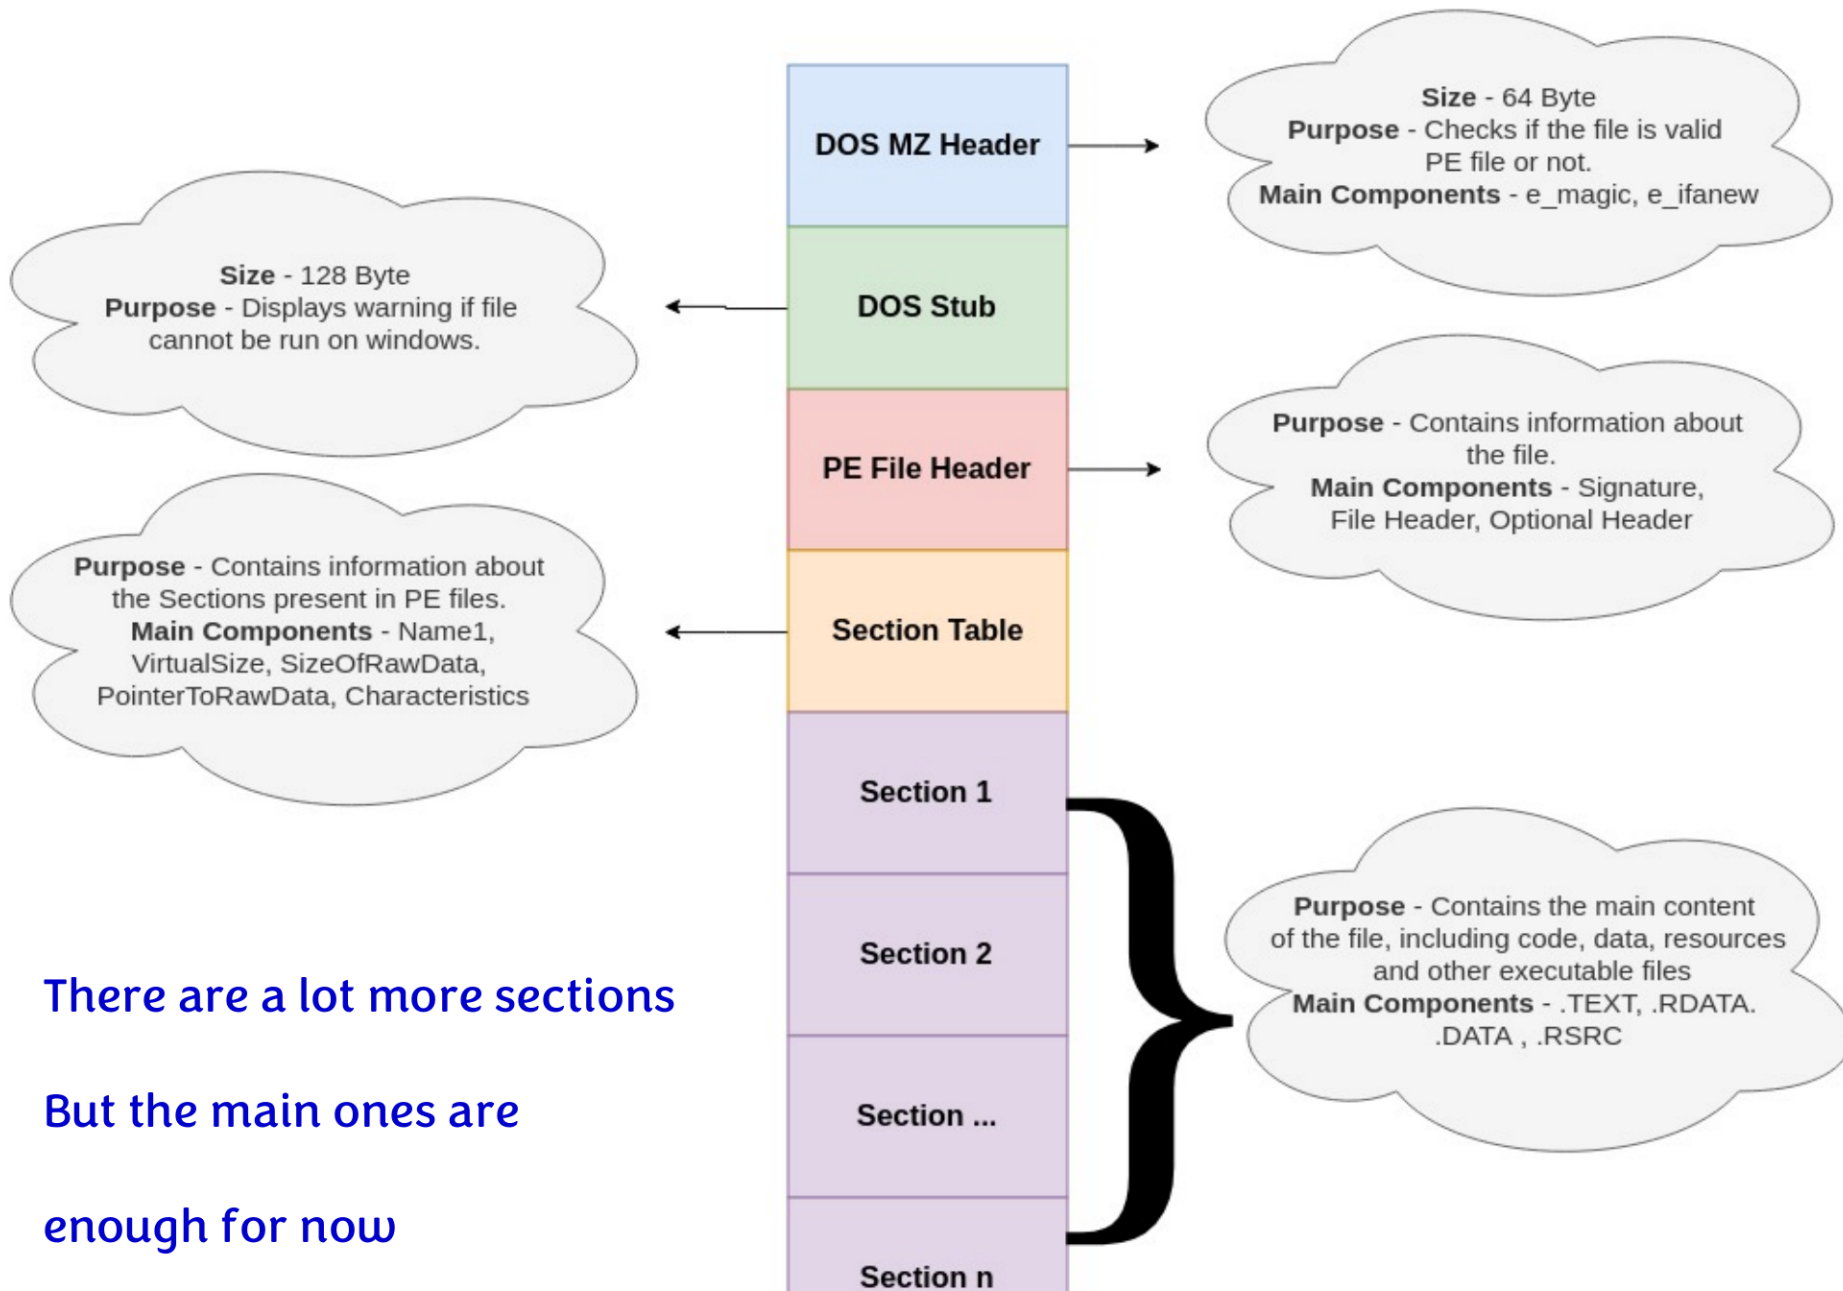 DOS MZ Header
Size - 64 Byte
Purpose - Checks if the file is valid
PE file or not.
Main Components - e_magic, e_ifanew
DOS Stub
Size - 128 Byte
Purpose - Displays warning if file
cannot be run on windows.
PE File Header
Purpose - Contains information about
the file.
Main Components - Signature,
File Header, Optional Header
Section Table
Purpose - Contains information about
the Sections present in PE files.
Main Components - Name1,
VirtualSize, SizeOfRawData,
PointerToRawData, Characteristics
Section 1
Section 2
Section ...
Section n
Purpose - Contains the main content
of the file, including code, data, resources
and other executable files
Main Components - .TEXT, .RDATA.
.DATA , .RSRC
There are a lot more sections
But the main ones are
enough for now